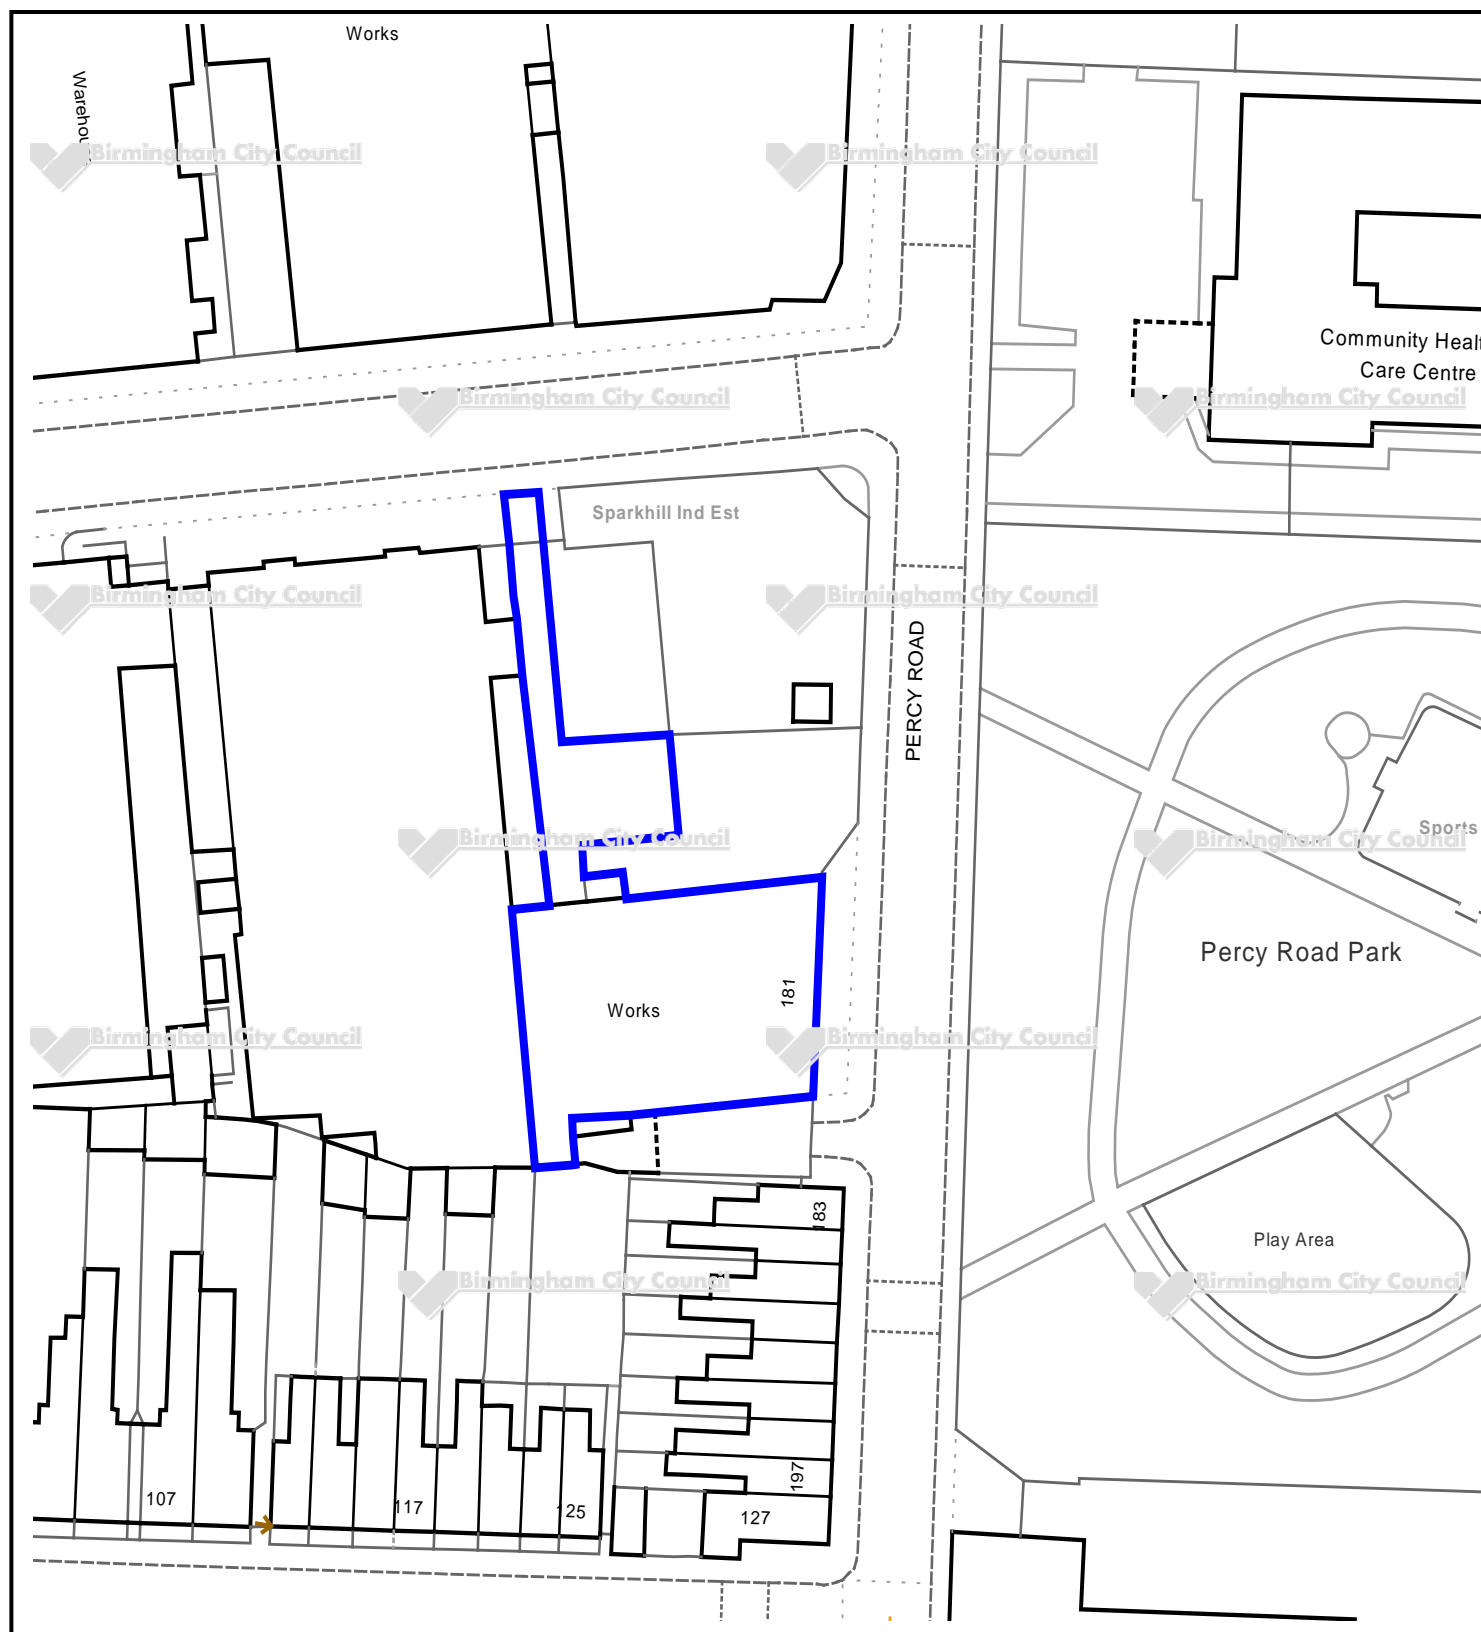 Works
Birmingham City Council
Birmingham City Council
Community
Care Centre
Birmingham City Council
Birmingham City Council
Sparkhill Ind Est
Birmingham City Council
Birmingham City Council
PERCY ROAD
Sports
Birmingham City Council
Birmingham City Council
Percy Road Park
181
Works
Birmingham City Council
Birmingham City Council
183
Play Area
Birmingham City Council
Birmingham City Council
197
107
117
125
127